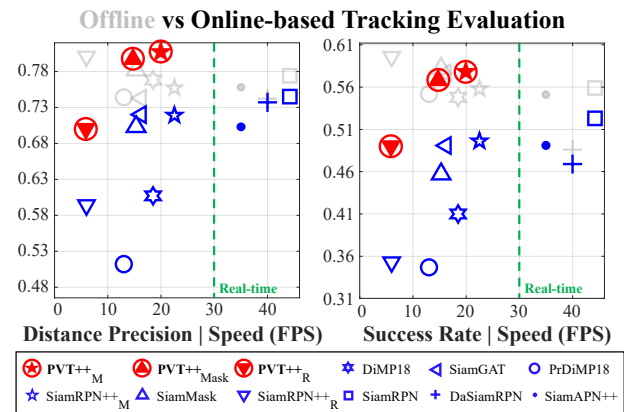 Offline vs Online-based Tracking Evaluation
0.78
0.73
0.68
0.63
0.58
0.53
0.48
Real-time
0 10 20 30 40
Distance Precision | Speed (FPS)
0.61
0.56
0.51
0.46
0.41
0.36
0.31
Real-time
0 10 20 30 40
Success Rate | Speed (FPS)
PVT++M PVT++Mask PVT++R DiMP18 SiamGAT PrDiMP18
SiamRPN++M SiamMask SiamRPN++R SiamRPN DaSiamRPN SiamAPN++